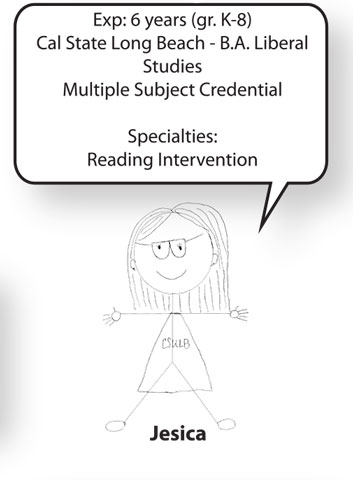 Exp: 6 years (gr. K-8)
Cal State Long Beach - B.A. Liberal
Studies
Multiple Subject Credential
Specialties:
Reading Intervention
CSULB
Jesica